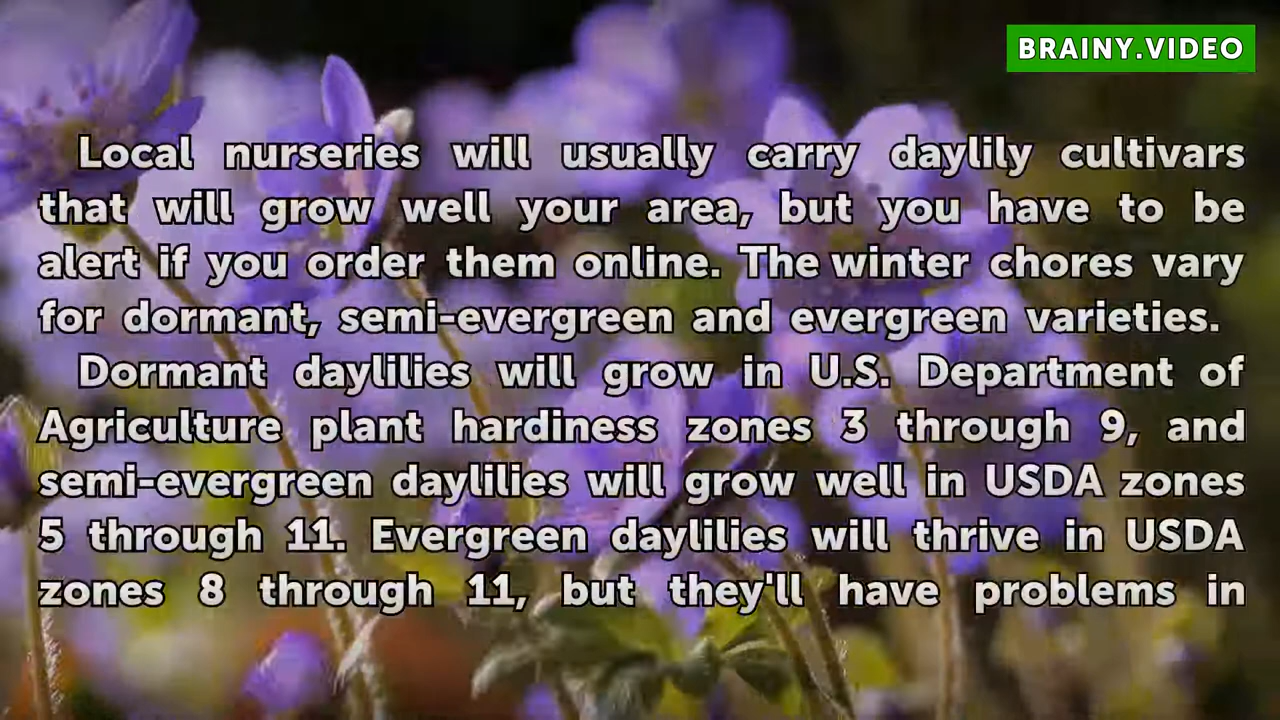 BRAINY.VIDEO
Local nurseries will usually carry daylily cultivars
that will grow well your area, but you have to be
alert if you order them online. The winter chores vary
for dormant, semi-evergreen and evergreen varieties.
Dormant daylilies will grow in U.S. Department of
Agriculture plant hardiness zones 3 through 9, and
semi-evergreen daylilies will grow well in USDA zones
5 through 11. Evergreen daylilies will thrive in USDA
zones 8 through 11, but they'll have problems in